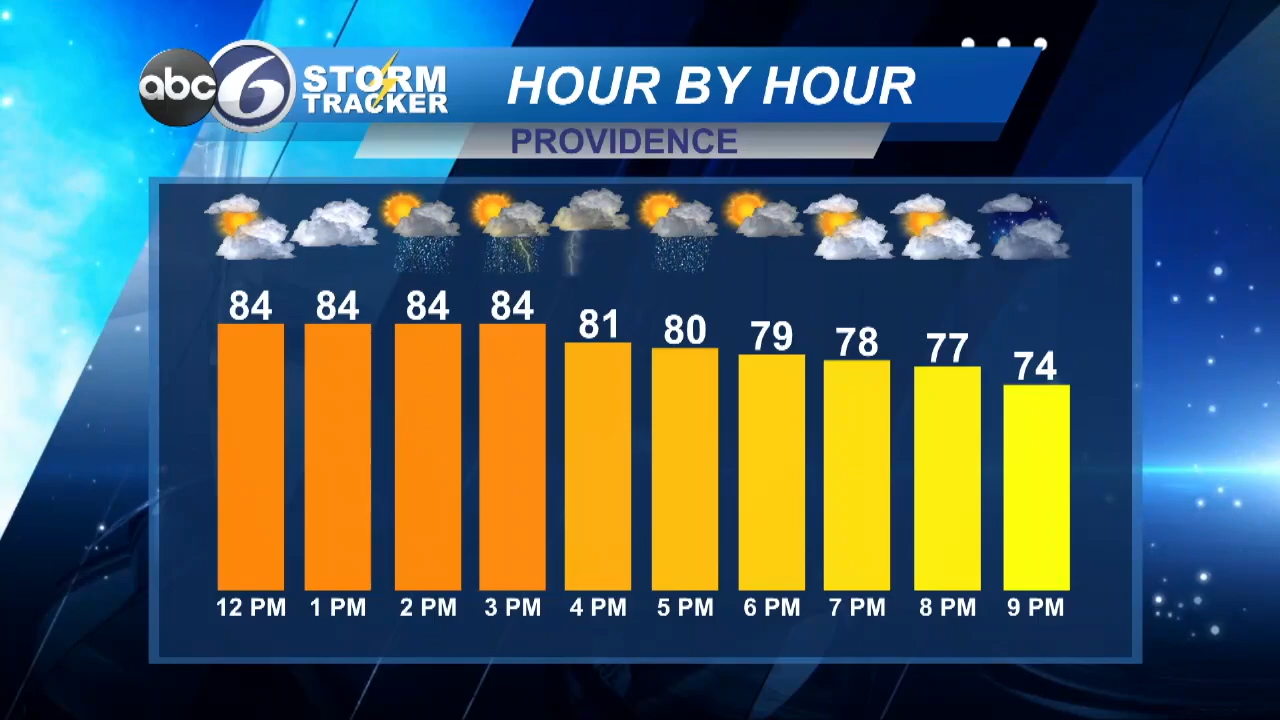 abc 6 STORM TRACKER
HOUR BY HOUR
PROVIDENCE
84 84 84 84 81 80 79 78 77 74
12 PM 1 PM 2 PM 3 PM 4 PM 5 PM 6 PM 7 PM 8 PM 9 PM